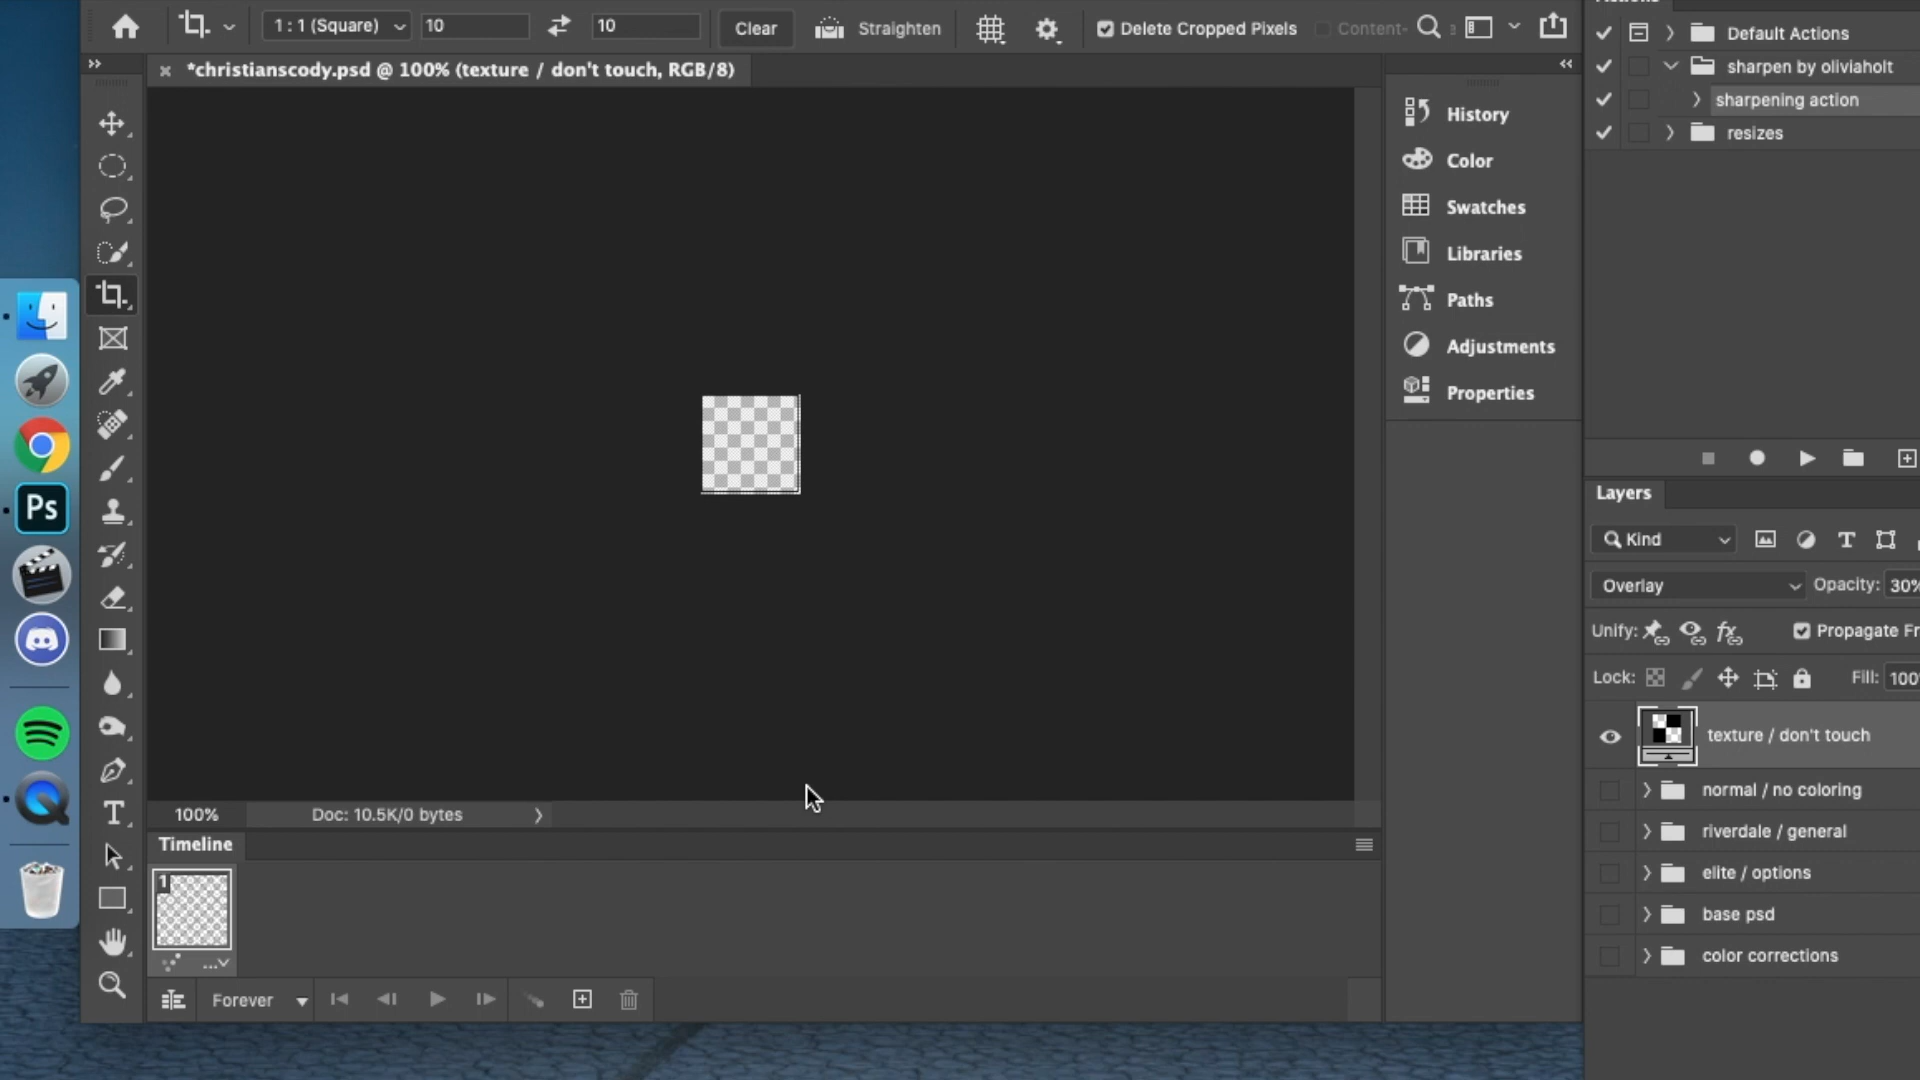 1 : 1 (Square)
10
10
Clear
Straighten
Delete Cropped Pixels
Content-
*christianscody.psd @ 100% (texture / don't touch, RGB/8)
Default Actions
sharpen by oliviaholt
sharpening action
resizes
History
Color
Swatches
Libraries
Paths
Adjustments
Properties
Ps
Layers
Kind
Overlay
Opacity: 30%
Unify:
Propagate Fr
Lock:
Fill: 100
texture / don't touch
normal / no coloring
riverdale / general
elite / options
base psd
color corrections
100%
Doc: 10.5K/0 bytes
Timeline
1
Forever